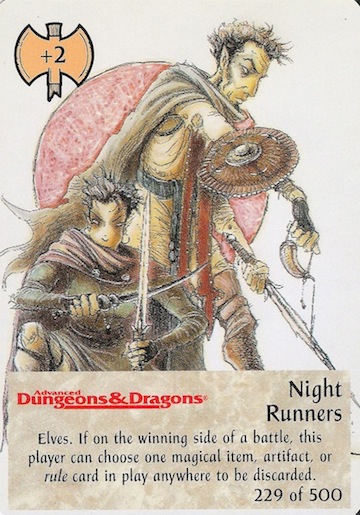 +2
Advanced
Dungeons&Dragons®
Night
Runners
Elves. If on the winning side of a battle, this
player can choose one magical item, artifact, or
rule card in play anywhere to be discarded.
229 of 500